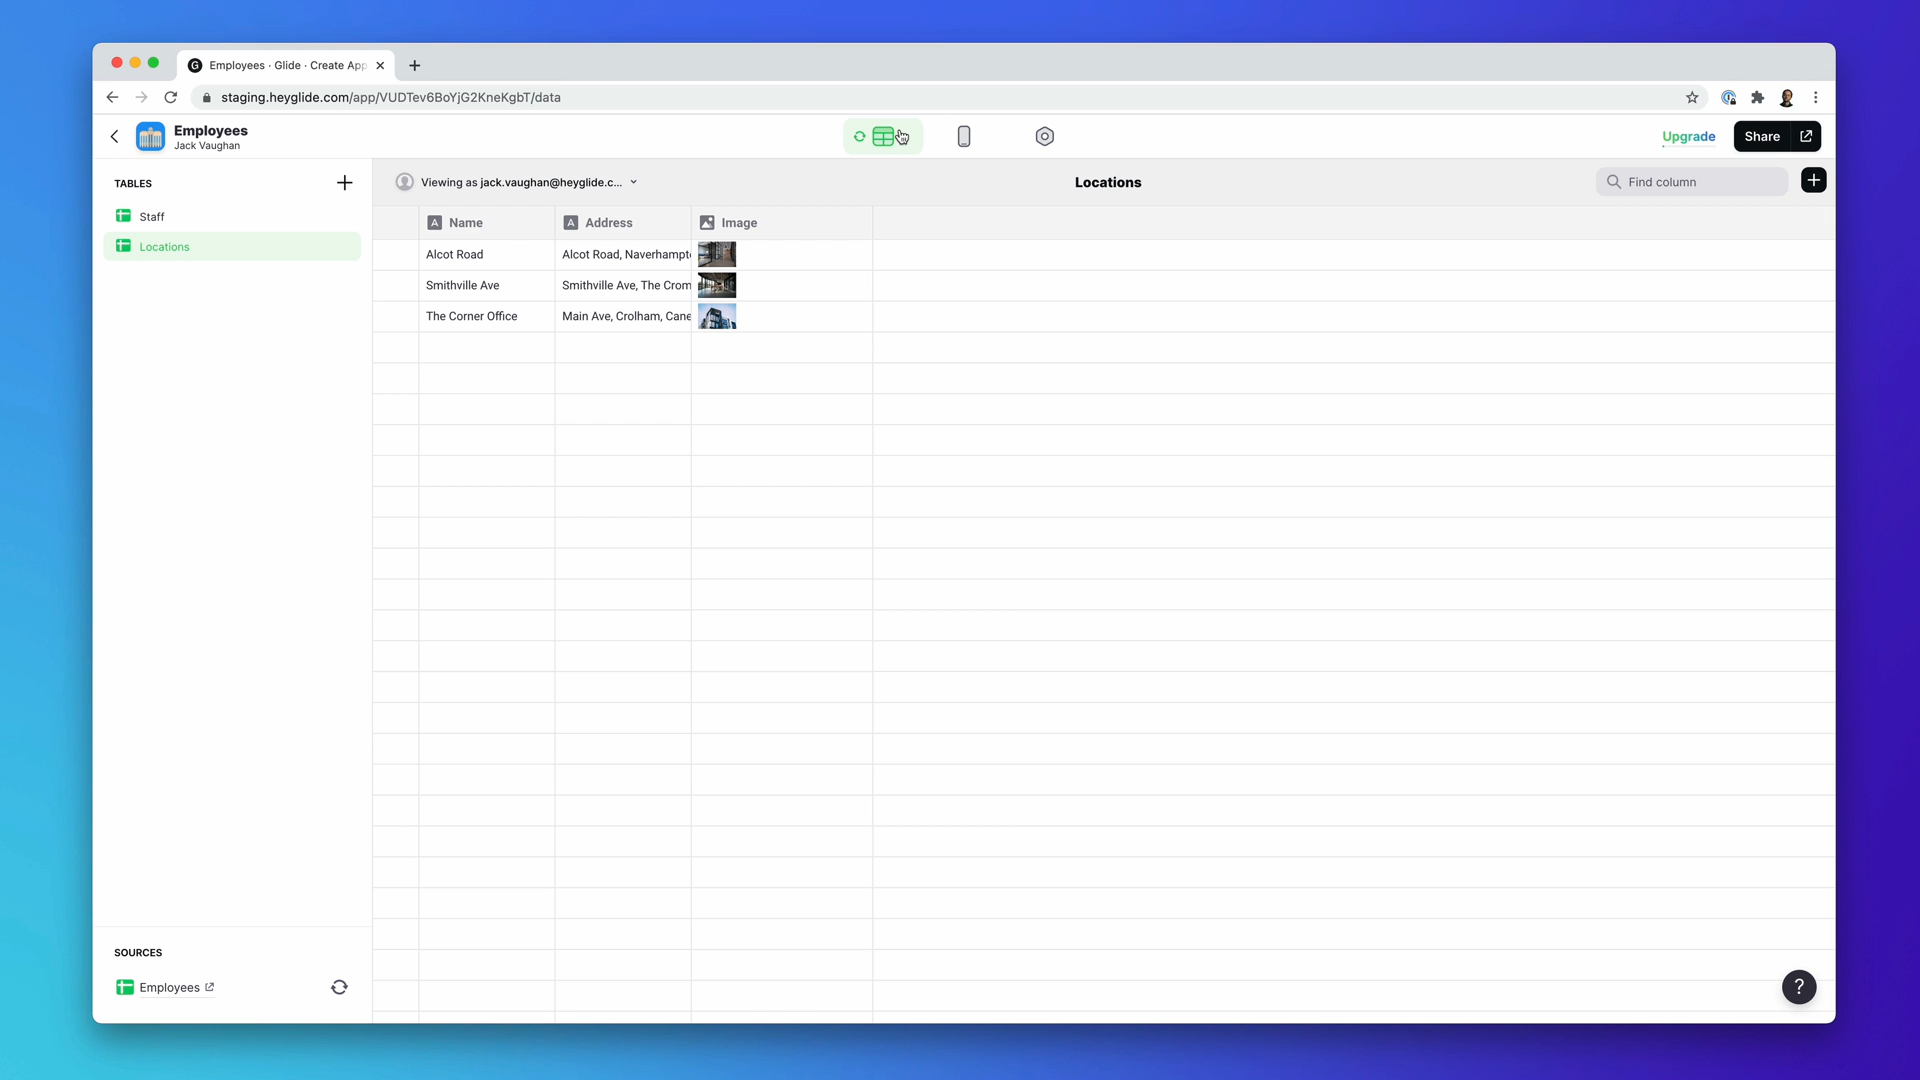 Employees · Glide · Create App
staging.heyglide.com/app/VUDTev6BoYjG2KneKgbT/data
Employees
Jack Vaughan
Upgrade
Share
TABLES
Staff
Locations
Viewing as jack.vaughan@heyglide.c...
Locations
Find column
Name Address Image
Alcot Road Alcot Road, Naverhampt
Smithville Ave Smithville Ave, The Crom
The Corner Office Main Ave, Crolham, Cane
SOURCES
Employees
?